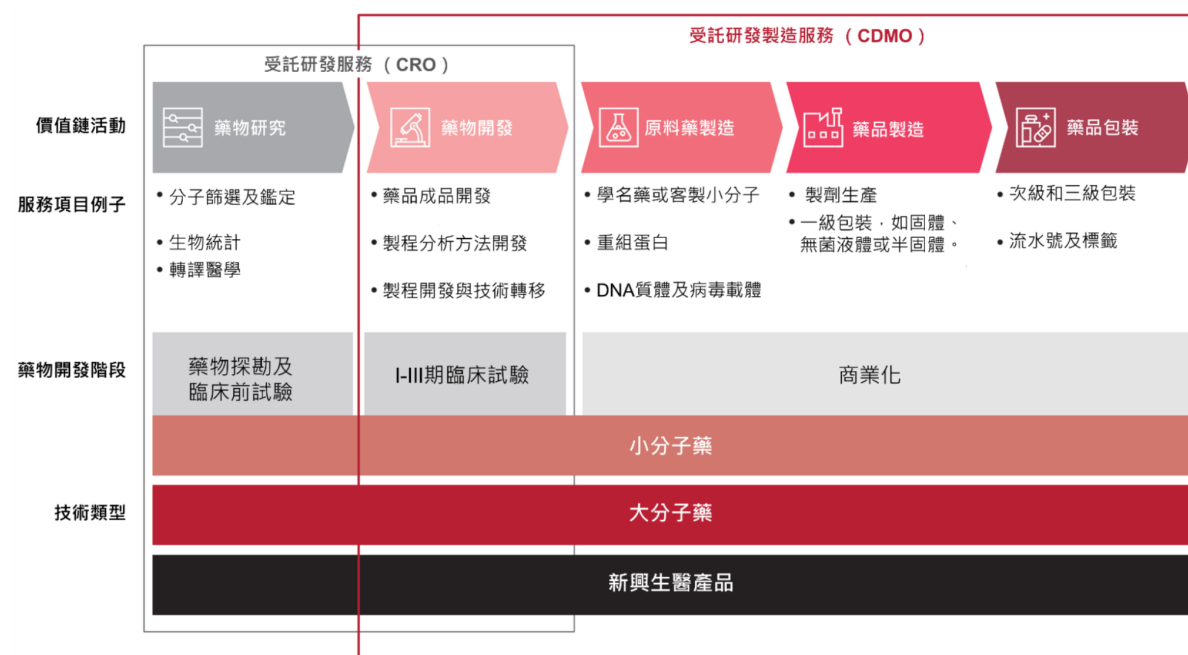 受託研發製造服務 （CDMO）
受託研發服務 （CRO）
價值鏈活動
藥物研究
藥物開發
原料藥製造
藥品製造
藥品包裝
服務項目例子
• 分子篩選及鑑定
• 生物統計
• 轉譯醫學
• 藥品成品開發
• 製程分析方法開發
• 製程開發與技術轉移
• 學名藥或客製小分子
• 重組蛋白
• DNA質體及病毒載體
• 製劑生產
• 一級包裝，如固體、
無菌液體或半固體。
• 次級和三級包裝
• 流水號及標籤
藥物開發階段
藥物探勘及
臨床前試驗
I-III期臨床試驗
商業化
技術類型
小分子藥
大分子藥
新興生醫產品